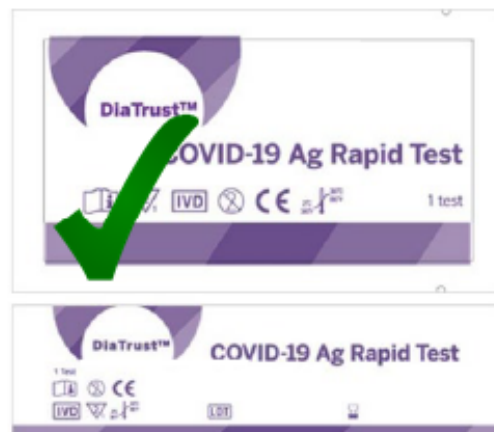 DiaTrust™
COVID-19 Ag Rapid Test
IVD CE
1 test
DiaTrust™
COVID-19 Ag Rapid Test
1 Test
CE
IVD
LOT